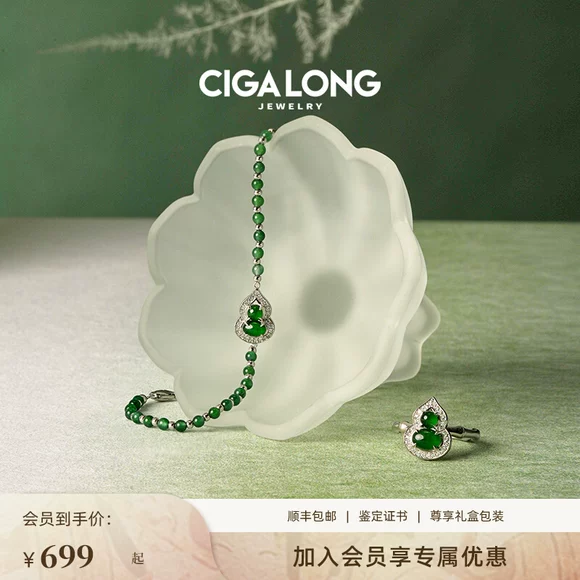 CIGALONG
JEWELRY
会员到手价：
顺丰包邮 | 鉴定证书 | 尊享礼盒包装
¥699 起
加入会员享专属优惠